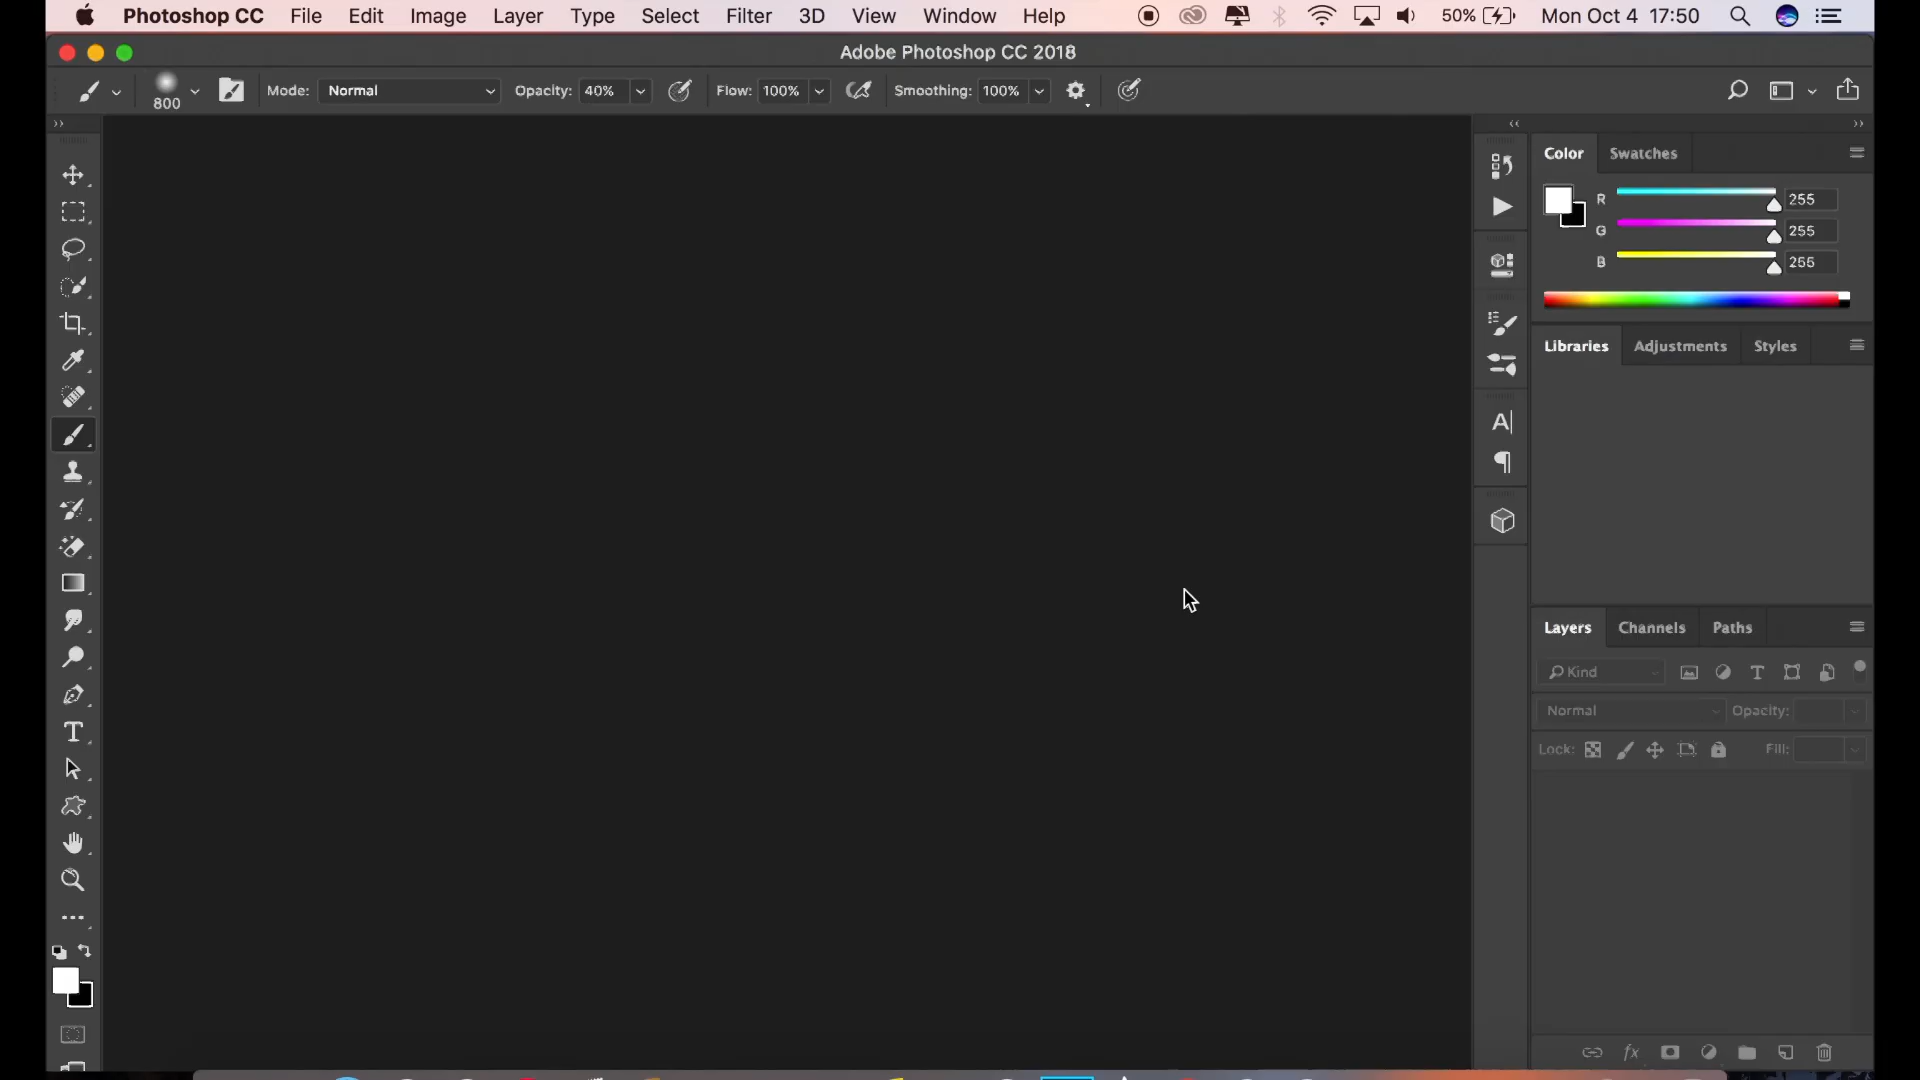 Photoshop CC File Edit Image Layer Type Select Filter 3D View Window Help 50% Mon Oct 4 17:50
Adobe Photoshop CC 2018
800 Mode: Normal Opacity: 40% Flow: 100% Smoothing: 100%
Color Swatches
R 255
G 255
B 255
Libraries Adjustments Styles
Layers Channels Paths
Kind
Normal Opacity:
Lock: Fill: